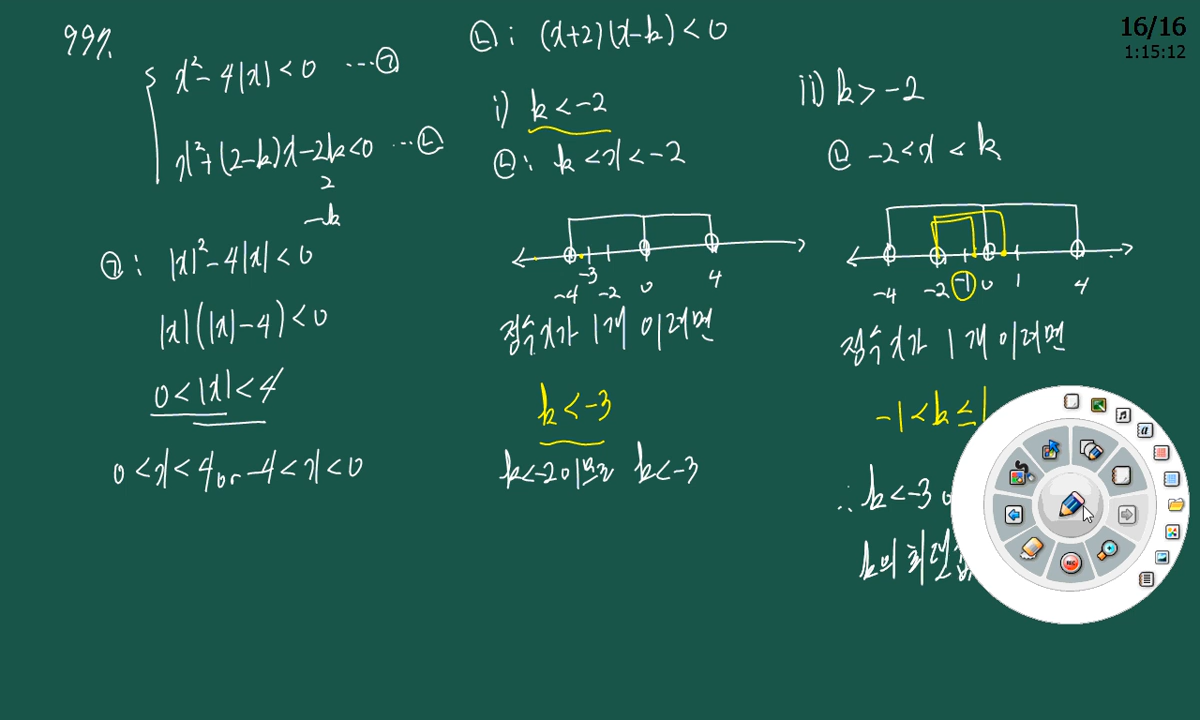 16/16
1:15:12
997.
x² - 4|x| < 0 ···㉠
x² + (2-k)x - 2k < 0 ···㉡
2
-k
㉠ : |x|² - 4|x| < 0
|x|(|x| - 4) < 0
0 < |x| < 4
0 < x < 4 or -4 < x < 0
㉡ : (x+2)(x-k) < 0
i) k < -2
㉡ : k < x < -2
-4 -3 -2 0 4
정수 x가 1개 이려면
k < -3
k < -2 이므로 k < -3
ii) k > -2
㉡ -2 < x < k
-4 -2 -1 0 1 4
정수 x가 1개 이려면
-1 < k ≤ 1
∴ k < -3
k의 최댓값